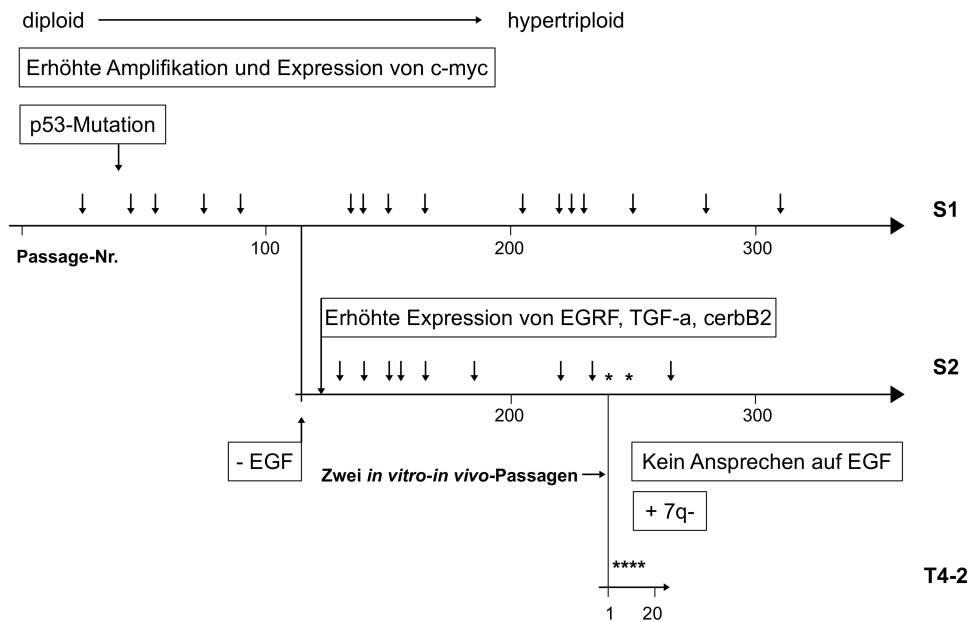 diploid hypertriploid
Erhöhte Amplifikation und Expression von c-myc
p53-Mutation
S1
100 200 300
Passage-Nr.
Erhöhte Expression von EGRF, TGF-a, cerbB2
S2
* *
200 300
- EGF
Kein Ansprechen auf EGF
Zwei in vitro-in vivo-Passagen
+ 7q-
****
T4-2
1 20